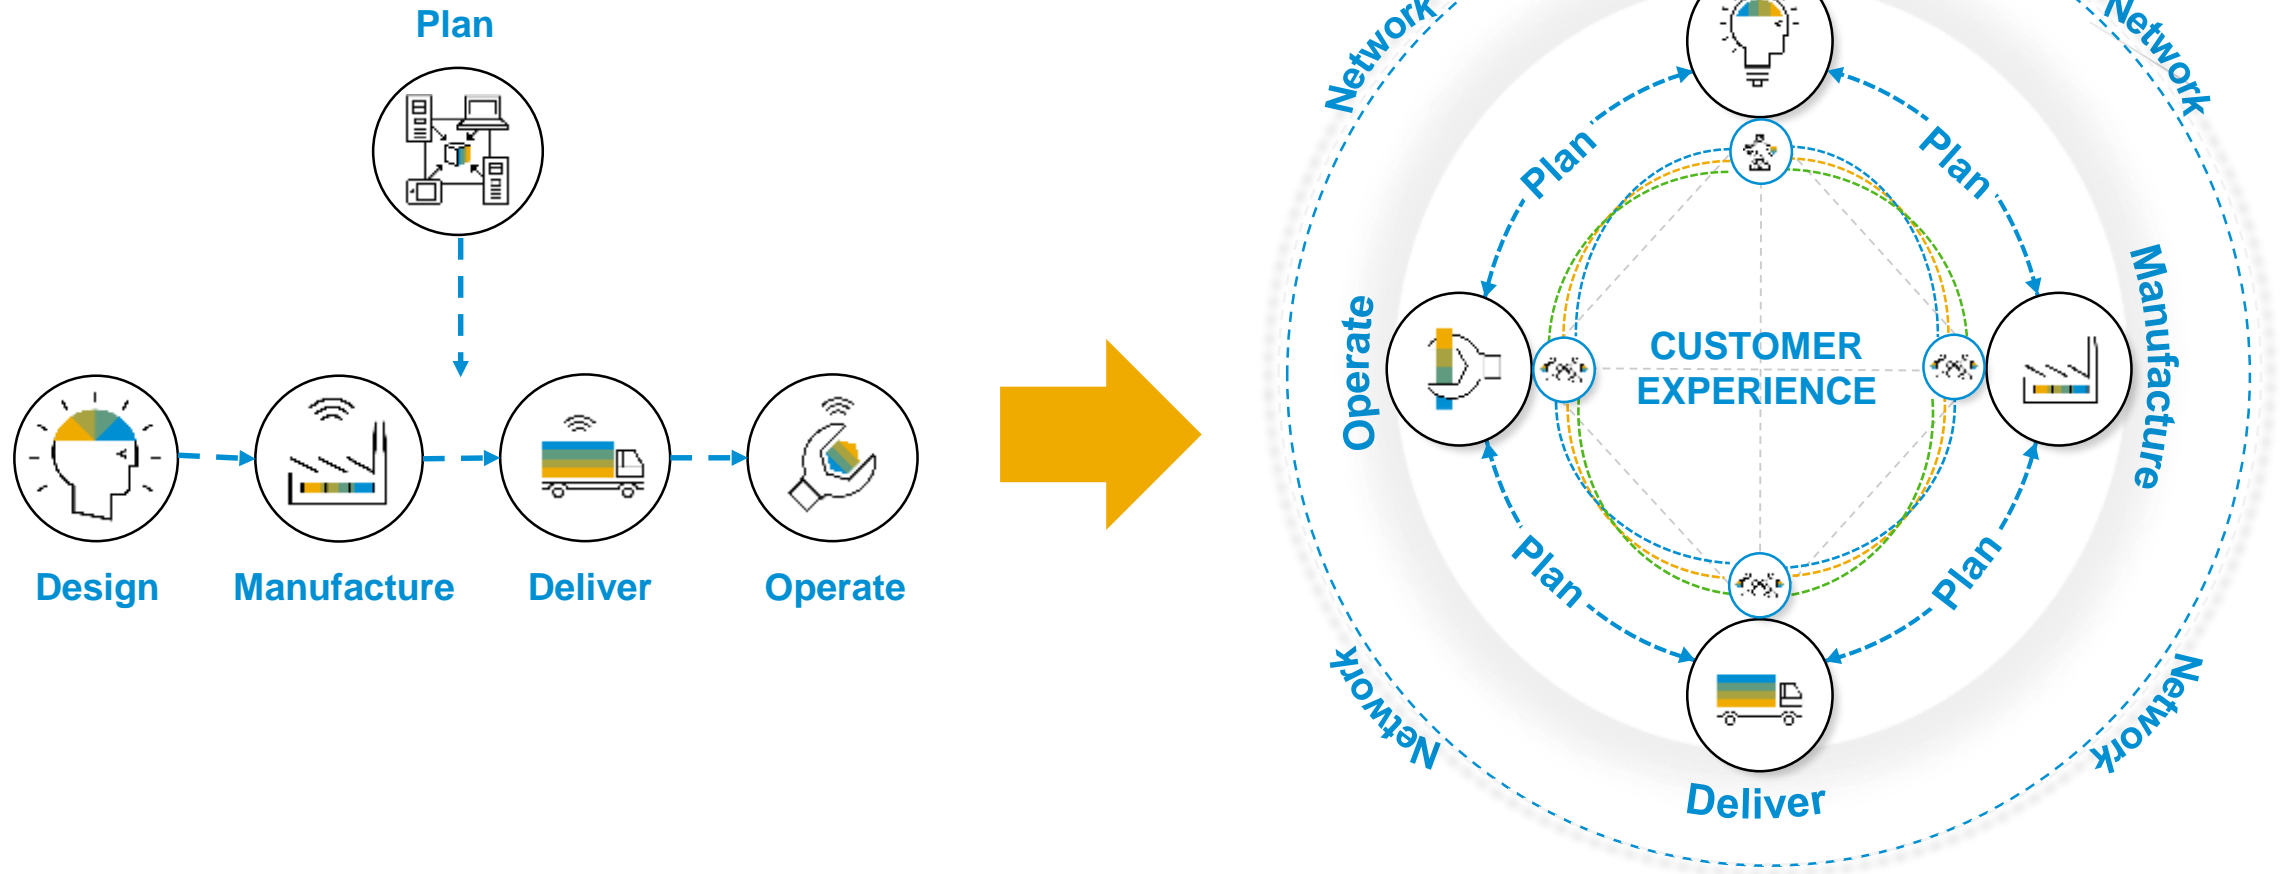 Plan
Design
Manufacture
Deliver
Operate
Network
Network
Plan
Plan
Operate
CUSTOMER
EXPERIENCE
Manufacture
Plan
Plan
Network
Network
Deliver